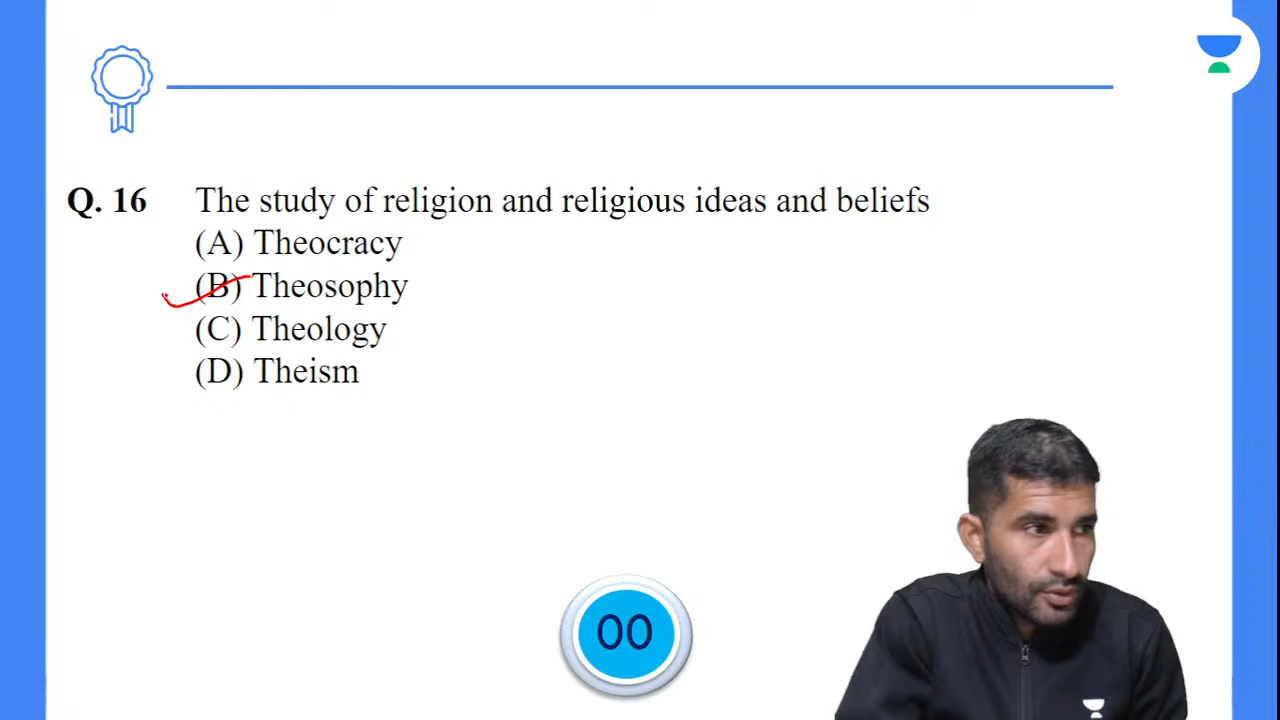 Q. 16 The study of religion and religious ideas and beliefs
(A) Theocracy
(B) Theosophy
(C) Theology
(D) Theism
00